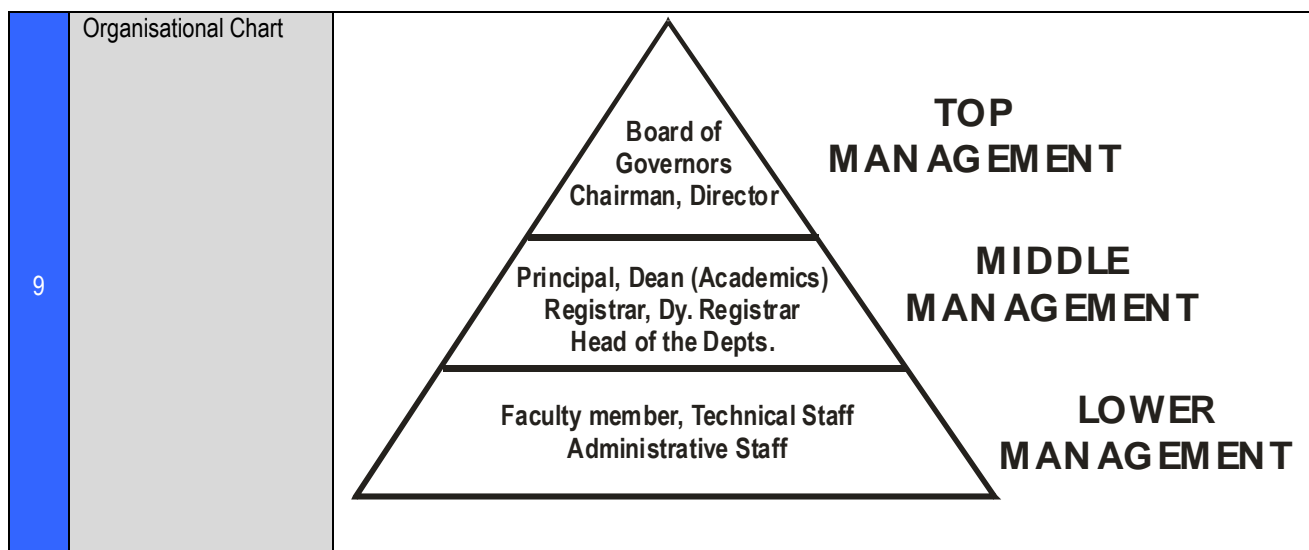 9
Organisational Chart
Board of
Governors
Chairman, Director
TOP
MANAGEMENT
Principal, Dean (Academics)
Registrar, Dy. Registrar
Head of the Depts.
MIDDLE
MANAGEMENT
Faculty member, Technical Staff
Administrative Staff
LOWER
MANAGEMENT